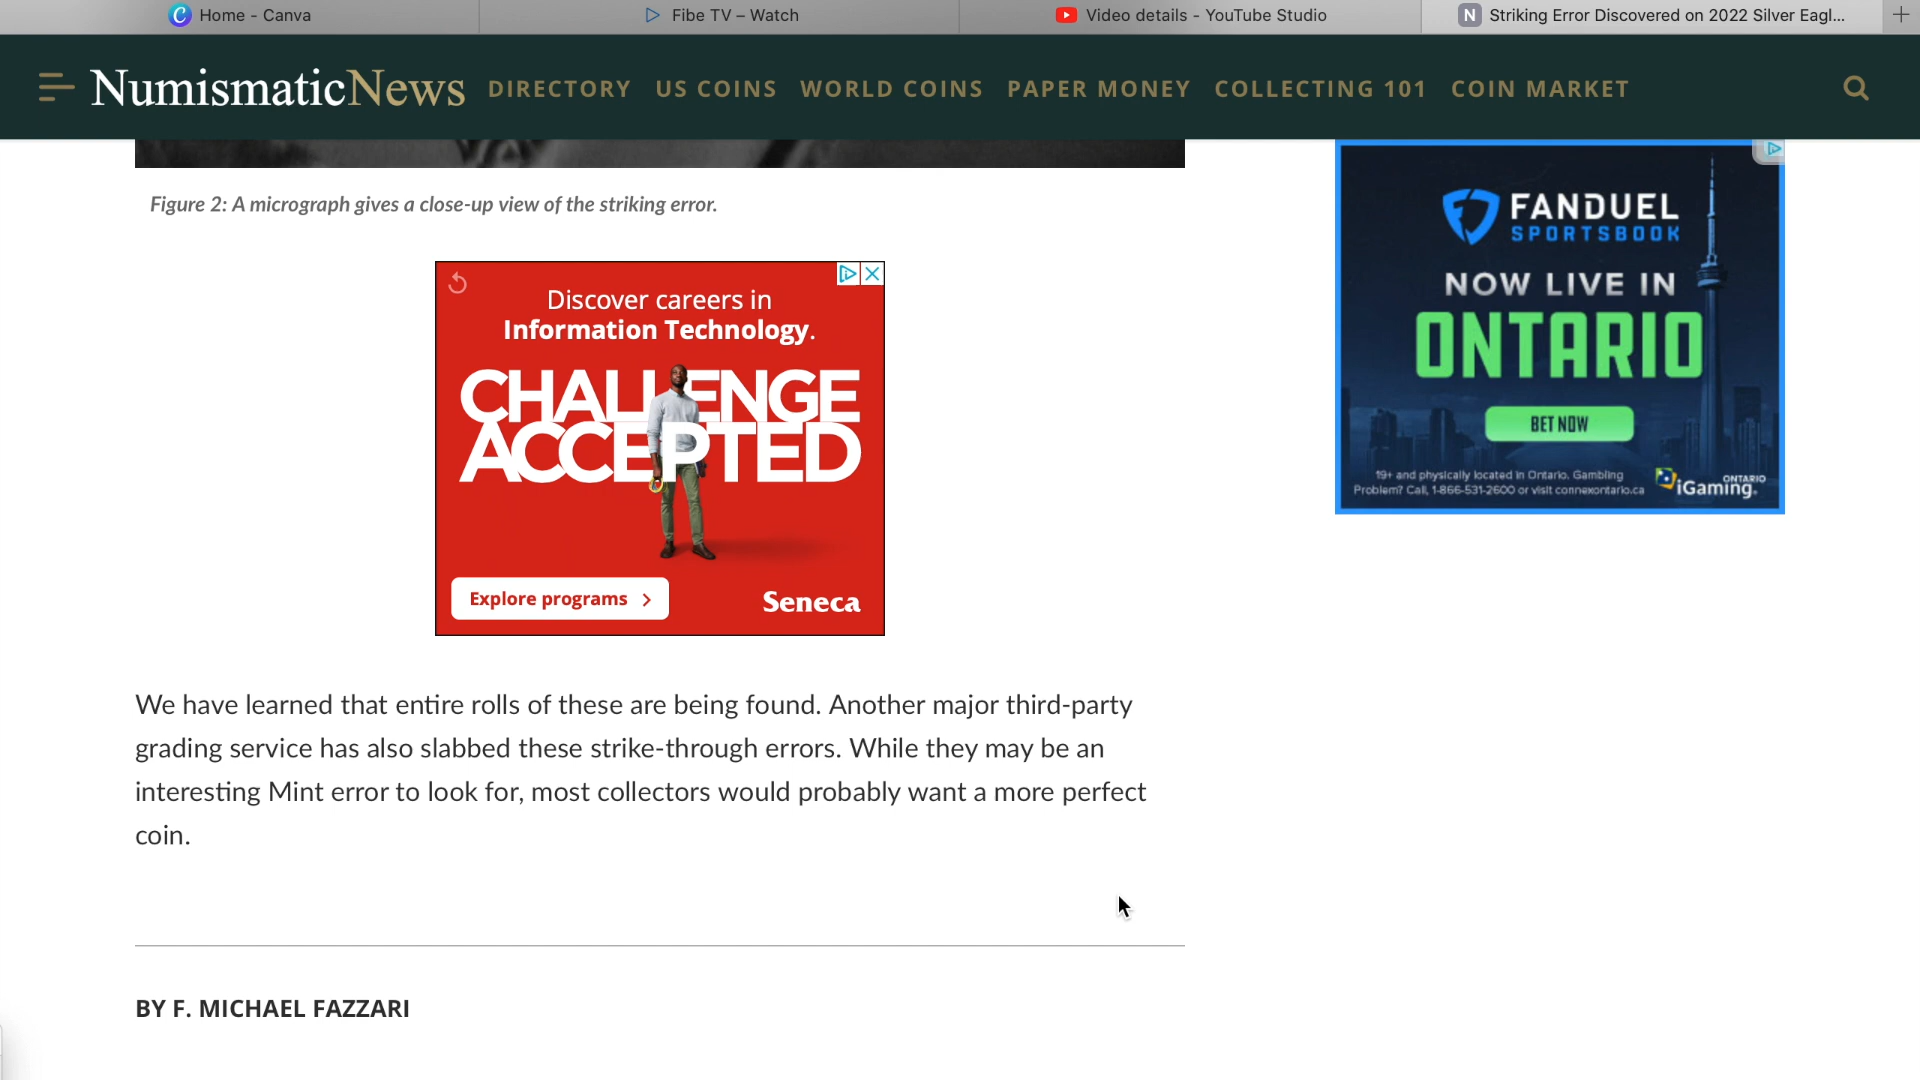 Home - Canva
Fibe TV – Watch
Video details - YouTube Studio
N Striking Error Discovered on 2022 Silver Eagl...
NumismaticNews DIRECTORY US COINS WORLD COINS PAPER MONEY COLLECTING 101 COIN MARKET
Figure 2: A micrograph gives a close-up view of the striking error.
Discover careers in
Information Technology.
CHALLENGE
ACCEPTED
Explore programs
Seneca
FANDUEL
SPORTSBOOK
NOW LIVE IN
ONTARIO
BET NOW
19+ and physically located in Ontario. Gambling
Problem? Call, 1-866-531-2600 or visit connexontario.ca
iGaming ONTARIO
We have learned that entire rolls of these are being found. Another major third-party
grading service has also slabbed these strike-through errors. While they may be an
interesting Mint error to look for, most collectors would probably want a more perfect
coin.
BY F. MICHAEL FAZZARI